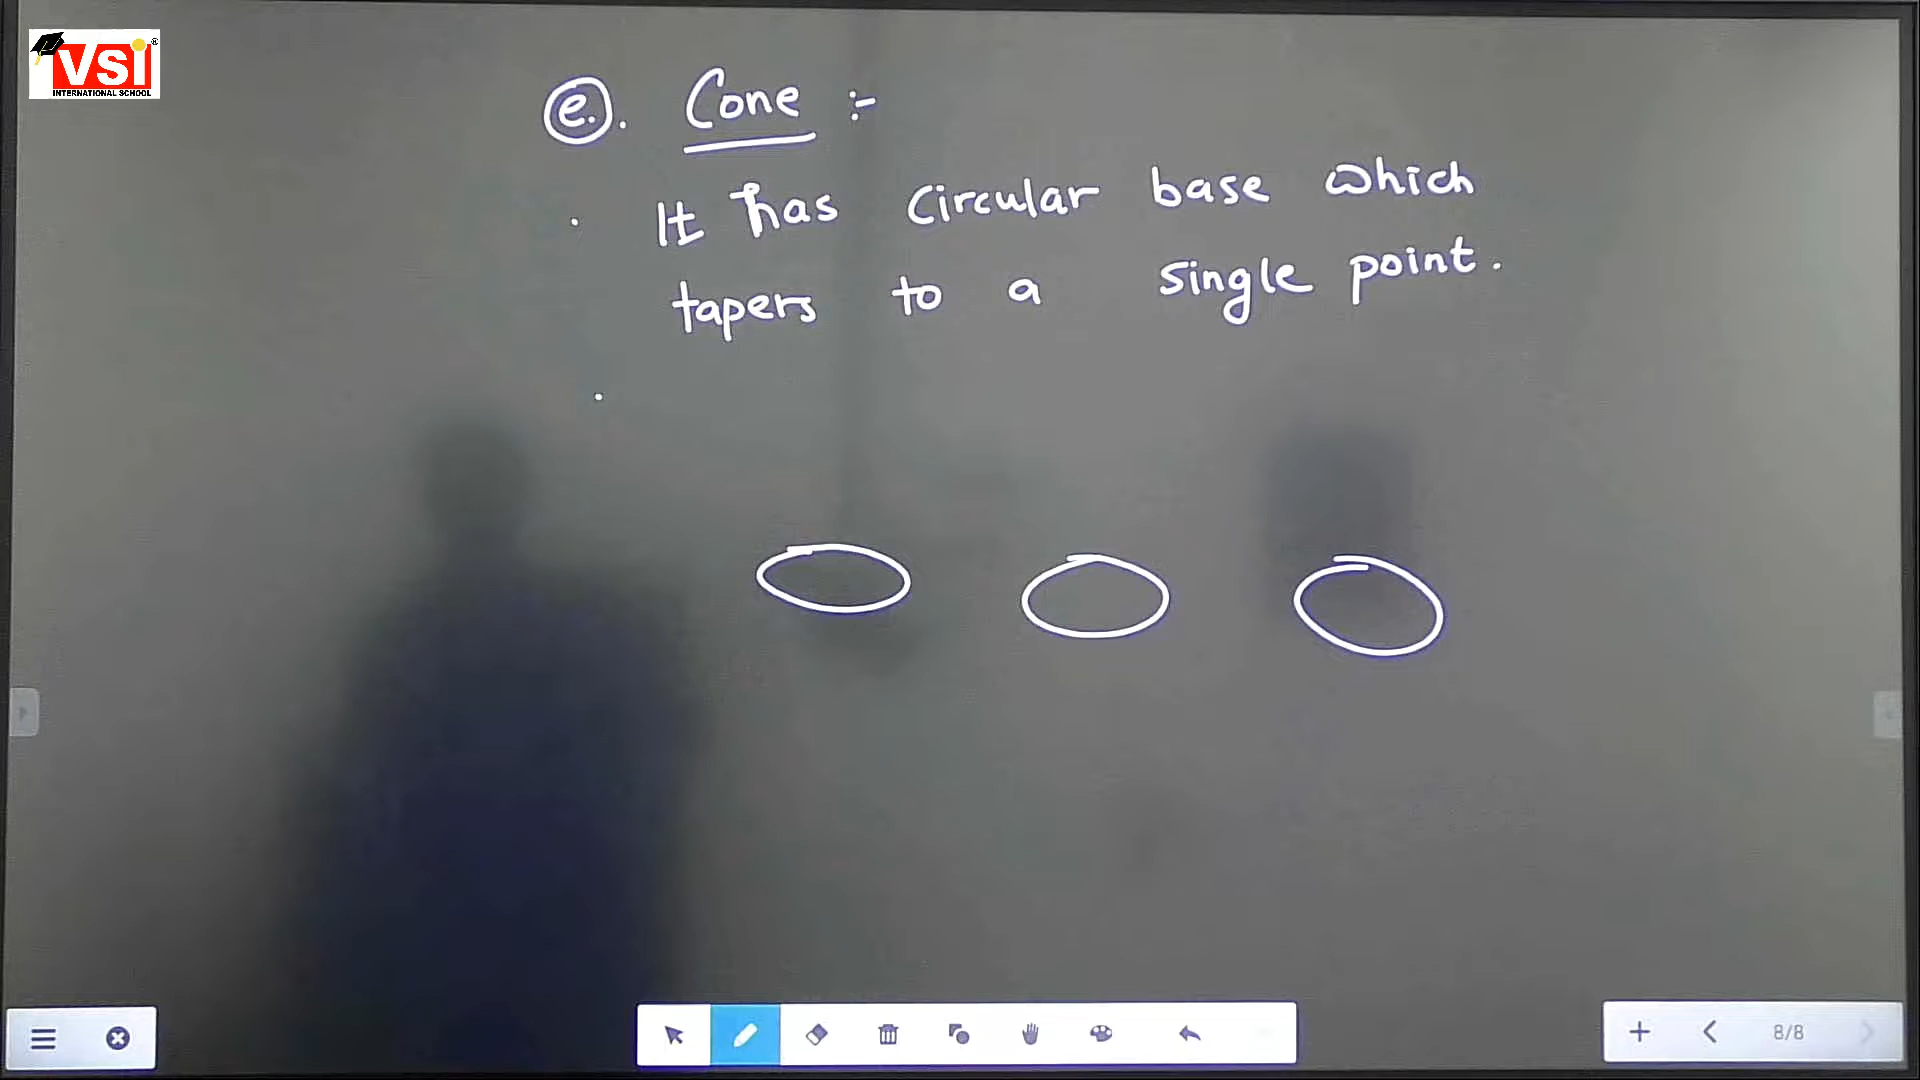 VSI
INTERNATIONAL SCHOOL
e. Cone :-
. It has circular base which
tapers to a single point.
.
8/8